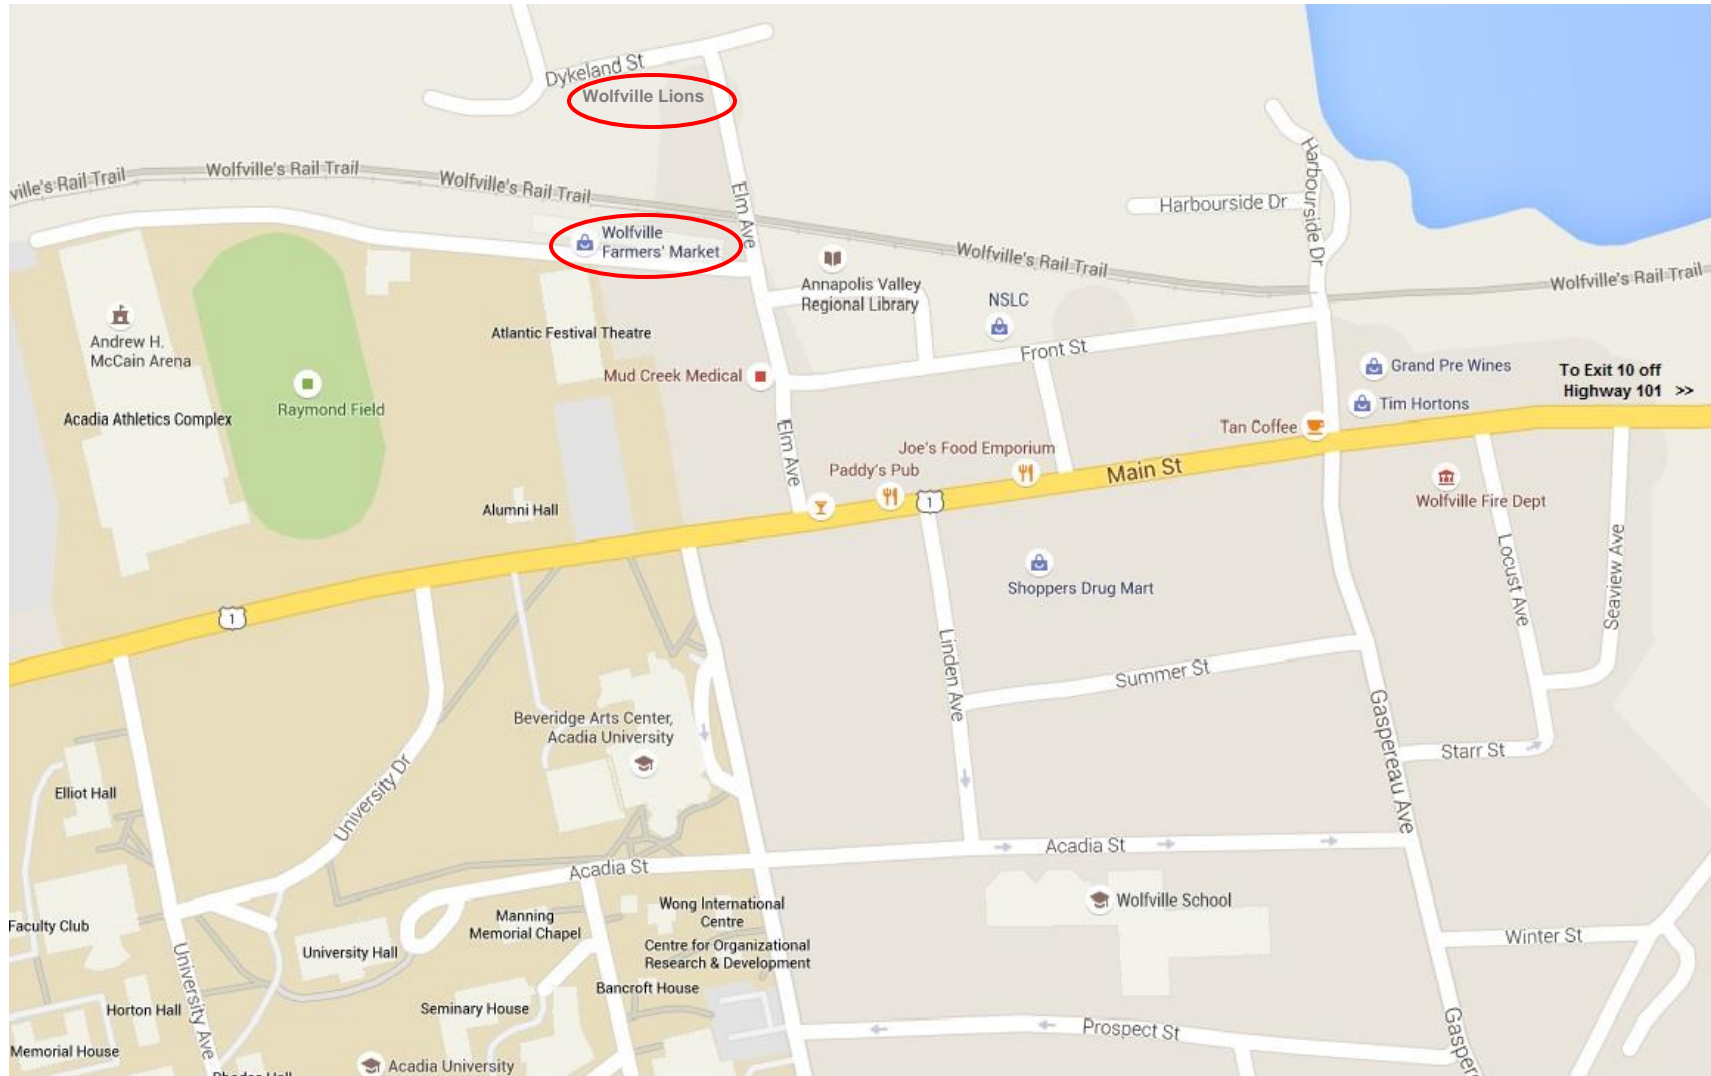 Dykeland St
Wolfville Lions
ville's Rail Trail
Wolfville's Rail Trail
Wolfville's Rail Trail
Elm Ave
Harbourside Dr
Harbourside Dr
Wolfville
Farmers' Market
Wolfville's Rail Trail
Wolfville's Rail Trail
Annapolis Valley
Regional Library
NSLC
Andrew H.
McCain Arena
Atlantic Festival Theatre
Front St
Mud Creek Medical
Grand Pre Wines
To Exit 10 off
Highway 101 >>
Raymond Field
Acadia Athletics Complex
Tim Hortons
Tan Coffee
Elm Ave
Joe's Food Emporium
Paddy's Pub
Main St
1
Wolfville Fire Dept
Alumni Hall
Shoppers Drug Mart
Locust Ave
Seaview Ave
1
Linden Ave
Summer St
Gaspereau Ave
Beveridge Arts Center,
Acadia University
Starr St
Elliot Hall
University Dr
Acadia St
Acadia St
Wolfville School
Wong International
Centre
Manning
Memorial Chapel
Faculty Club
University Hall
Centre for Organizational
Research & Development
Winter St
Bancroft House
University Ave
Horton Hall
Seminary House
Prospect St
Gaspere
Memorial House
Acadia University